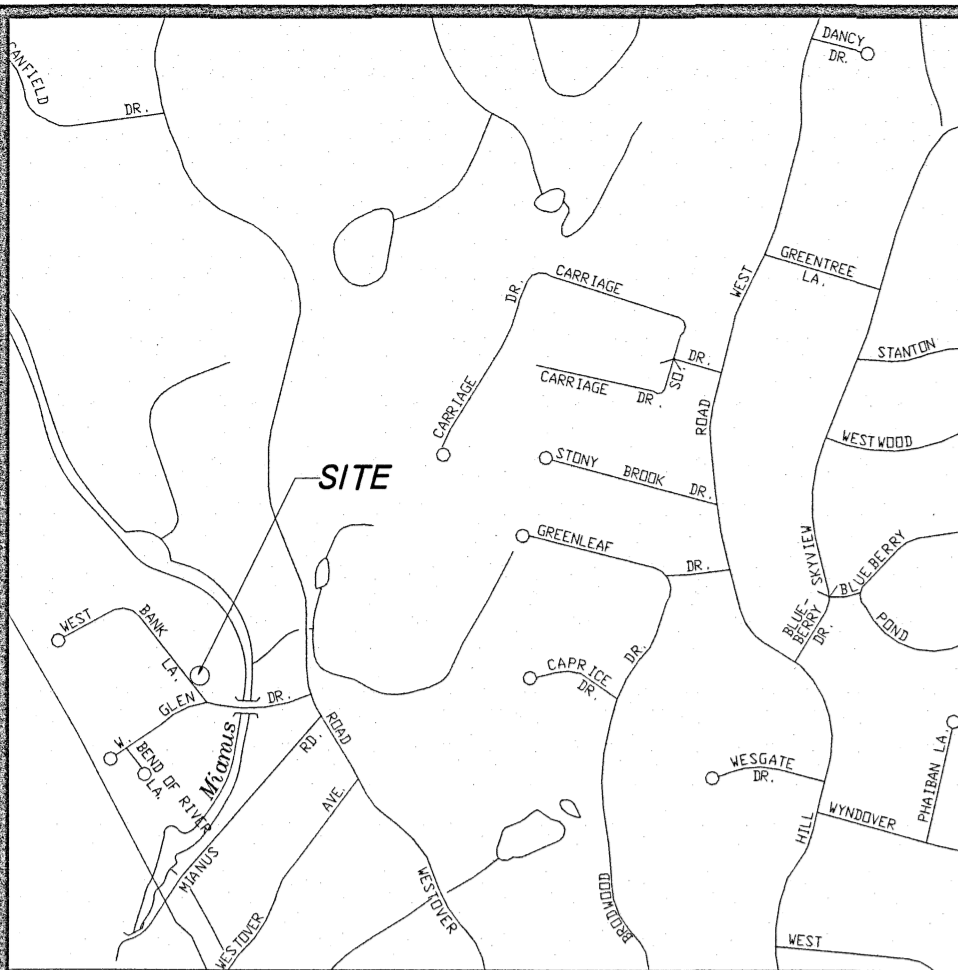 DANCY
DR.
CANFIELD
DR.
GREENTREE
LA.
WEST
CARRIAGE
DR.
STANTON
DR.
SO.
CARRIAGE
DR.
CARRIAGE
ROAD
WESTWOOD
SITE
STONY BROOK DR.
GREENLEAF
DR.
SKYVIEW
BLUEBERRY
BLUE-
BERRY
DR.
POND
WEST BANK LA.
CAPRICE
DR.
DR.
GLEN DR.
W.
BEND OF RIVER
LA.
Mianus
ROAD
RD.
MIANUS
AVE.
WESTOVER
WESTOVER
WESGATE
DR.
PHAIBAN LA.
WYNDOVER
HILL
BRODWOOD
WEST